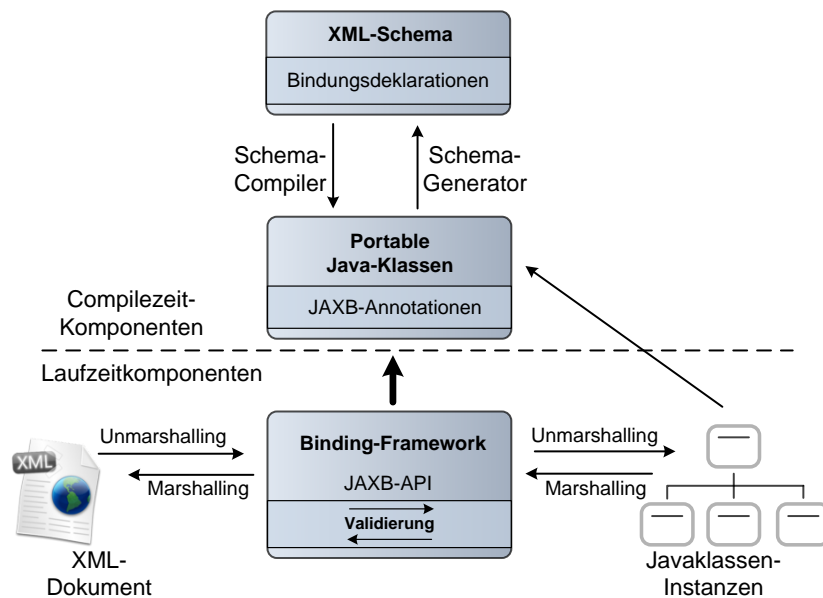 XML-Schema
Bindungsdeklarationen
Schema-
Compiler
Schema-
Generator
Portable
Java-Klassen
JAXB-Annotationen
Compilezeit-
Komponenten
Laufzeitkomponenten
XML
Unmarshalling
Marshalling
Binding-Framework
JAXB-API
Validierung
Unmarshalling
Marshalling
XML-
Dokument
Javaklassen-
Instanzen